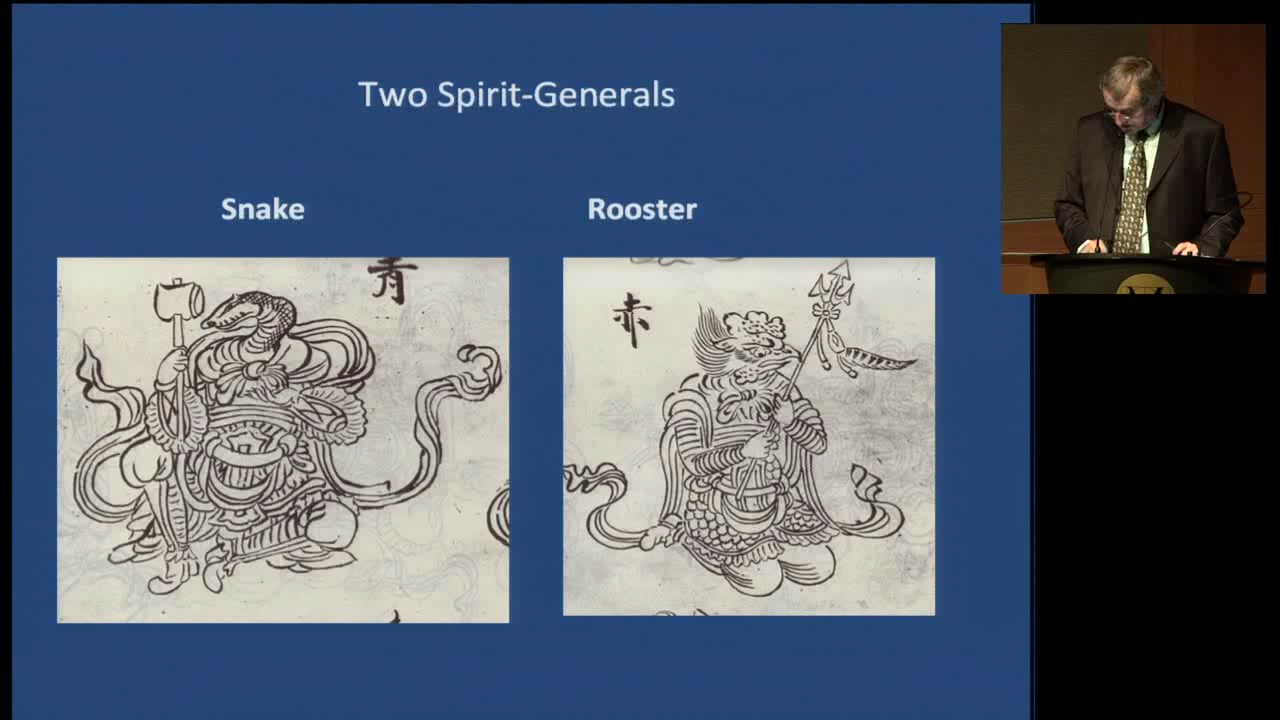 Two Spirit-Generals
Snake
Rooster
青
赤